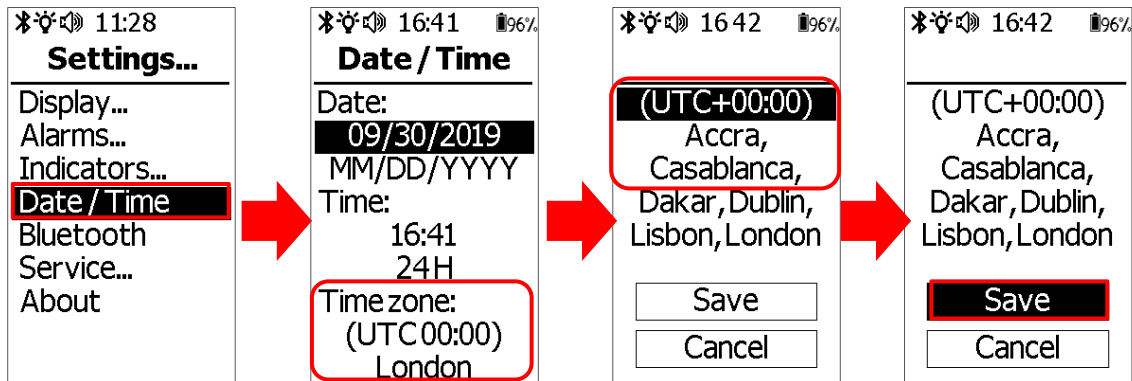 11:28
Settings...
Display...
Alarms...
Indicators...
Date / Time
Bluetooth
Service...
About
16:41 96%
Date / Time
Date:
09/30/2019
MM/DD/YYYY
Time:
16:41
24H
Time zone:
(UTC 00:00)
London
16 42 96%
(UTC+00:00)
Accra,
Casablanca,
Dakar, Dublin,
Lisbon, London
Save
Cancel
16:42 96%
(UTC+00:00)
Accra,
Casablanca,
Dakar, Dublin,
Lisbon, London
Save
Cancel